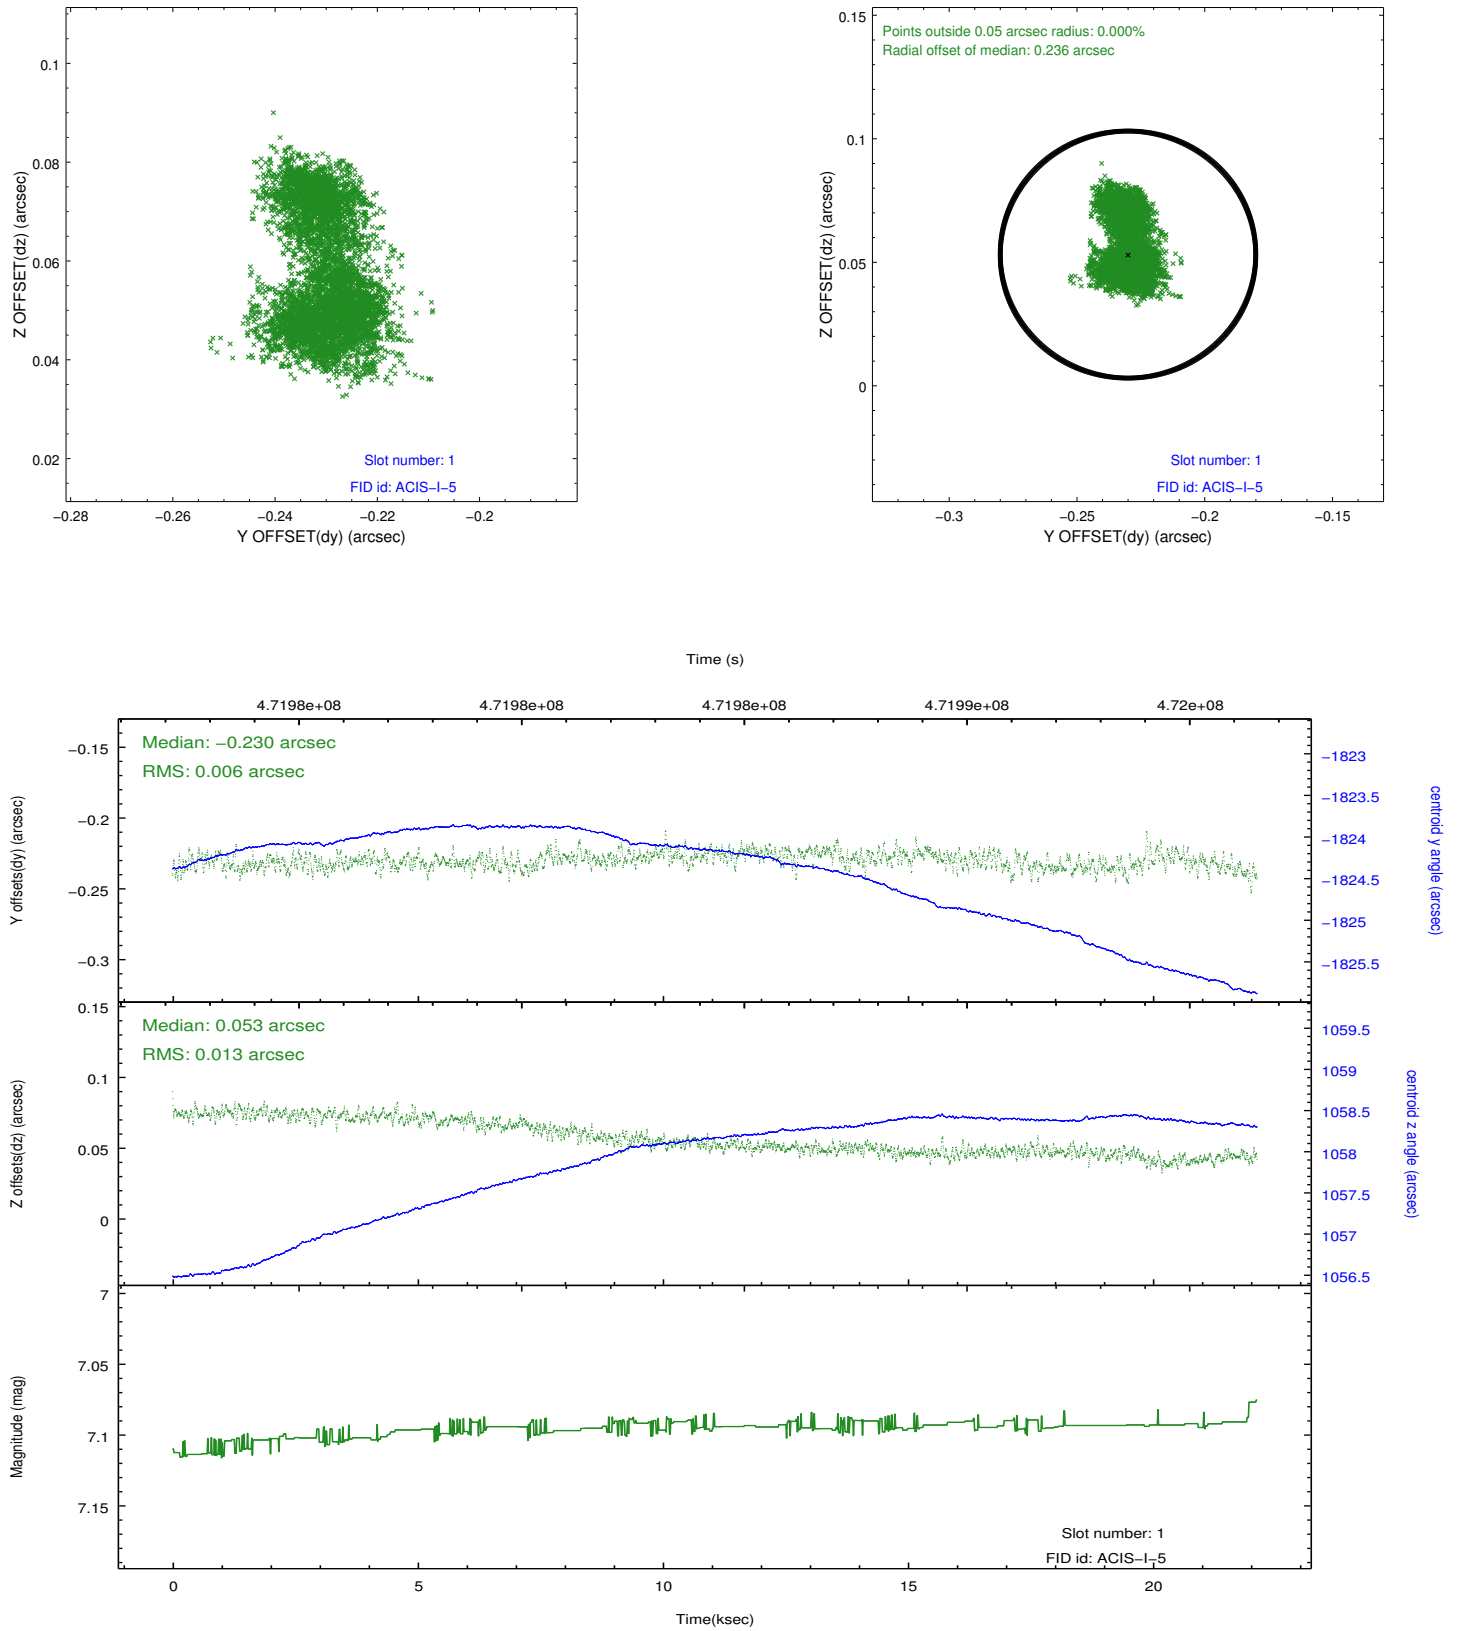 0.1
0.08
0.06
0.04
0.02
Z OFFSET(dz) (arcsec)
Slot number: 1
FID id: ACIS−I−5
−0.28
−0.26
−0.24
−0.22
−0.2
Y OFFSET(dy) (arcsec)
0.15
0.1
0.05
0
Z OFFSET(dz) (arcsec)
Points outside 0.05 arcsec radius: 0.000%
Radial offset of median: 0.236 arcsec
Slot number: 1
FID id: ACIS−I−5
−0.3
−0.25
−0.2
−0.15
Y OFFSET(dy) (arcsec)
Time (s)
4.7198e+08
4.7198e+08
4.7198e+08
4.7199e+08
4.72e+08
Median: −0.230 arcsec
RMS: 0.006 arcsec
−0.15
−0.2
−0.25
−0.3
Y offsets(dy) (arcsec)
−1823
−1823.5
−1824
−1824.5
−1825
−1825.5
centroid y angle (arcsec)
Median: 0.053 arcsec
RMS: 0.013 arcsec
0.15
0.1
0.05
0
Z offsets(dz) (arcsec)
1059.5
1059
1058.5
1058
1057.5
1057
1056.5
centroid z angle (arcsec)
7
7.05
7.1
7.15
Magnitude (mag)
Slot number: 1
FID id: ACIS−I−5
0
5
10
15
20
Time(ksec)